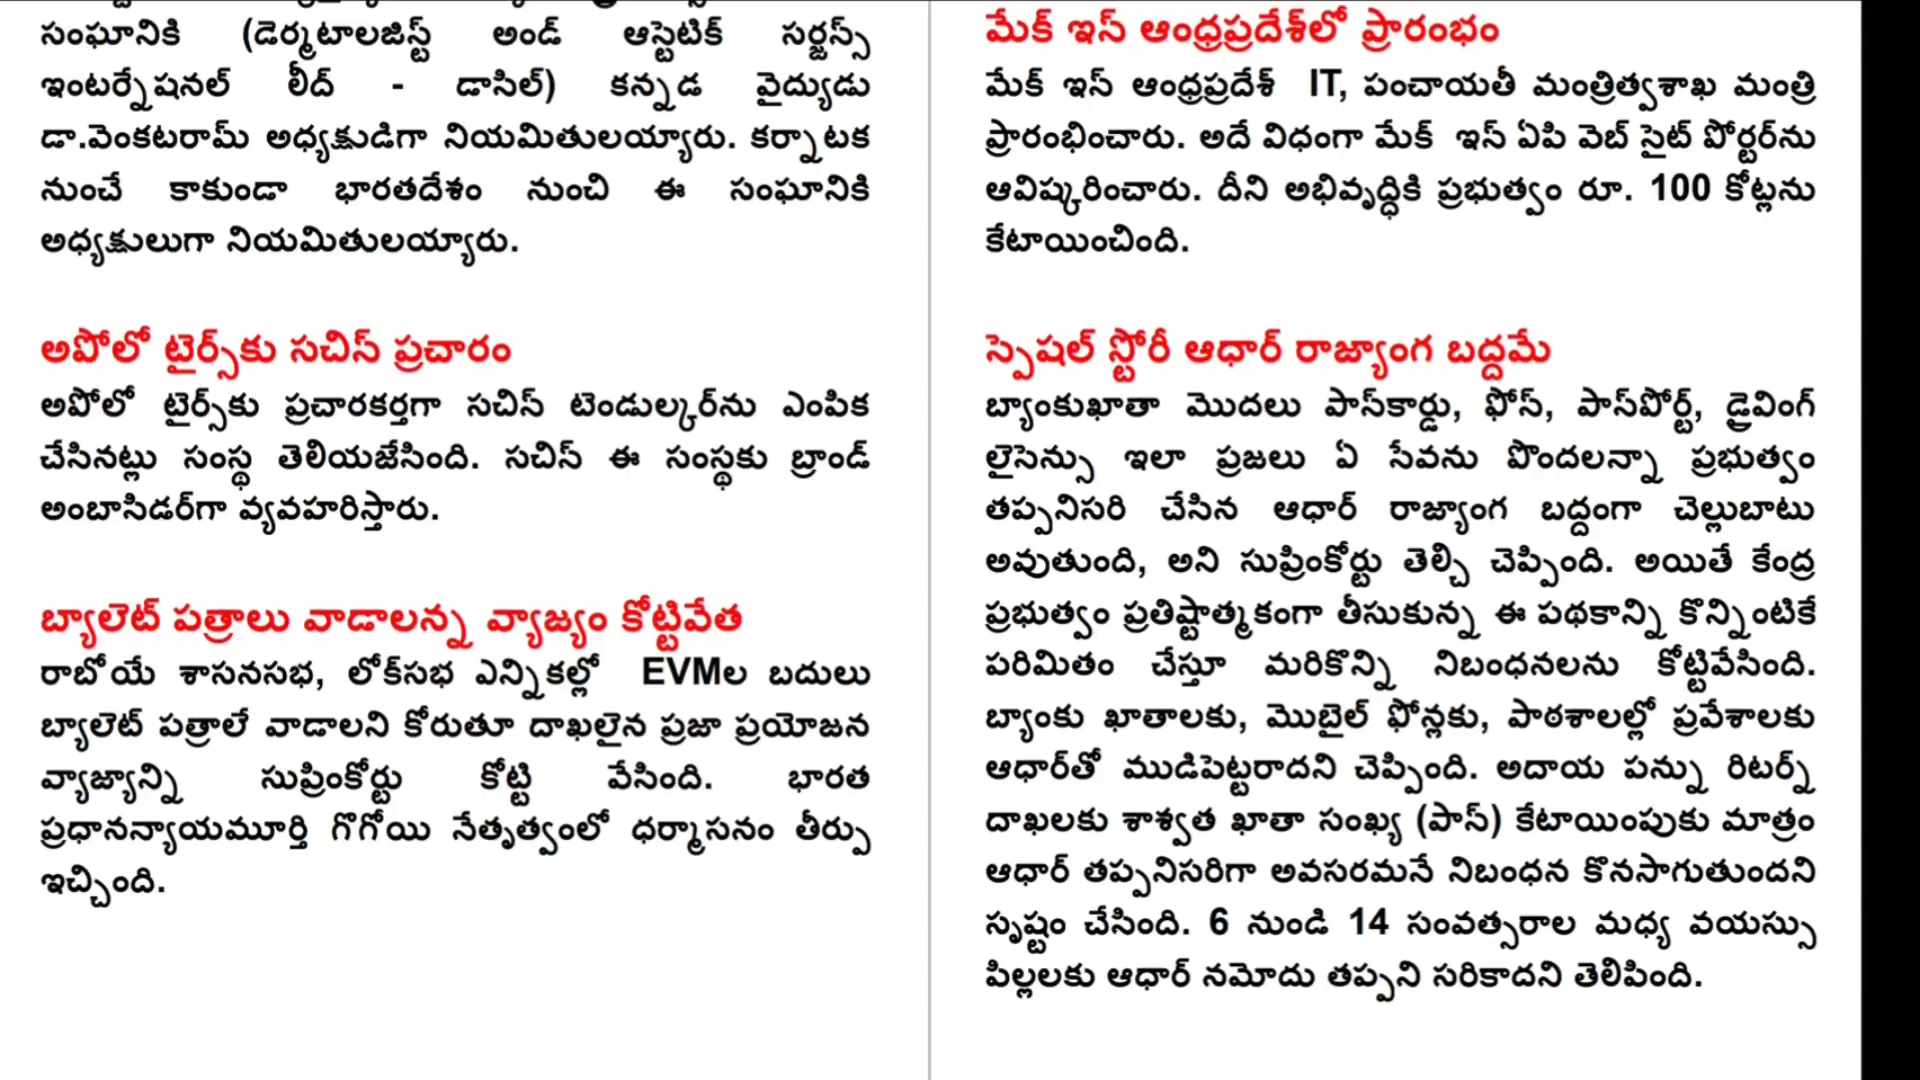 సంఘానికి (డెర్మటాలజిస్ట్ అండ్ ఆస్టెటిక్ సర్జన్స్
ఇంటర్నేషనల్ లీద్ - డాసిల్) కన్నడ వైద్యుడు
డా.వెంకటరామ్ అధ్యక్షుడిగా నియమితులయ్యారు. కర్నాటక
నుంచే కాకుండా భారతదేశం నుంచి ఈ సంఘానికి
అధ్యక్షులుగా నియమితులయ్యారు.
అపోలో టైర్స్‌కు సచిన్ ప్రచారం
అపోలో టైర్స్‌కు ప్రచారకర్తగా సచిన్ టెండుల్కర్‌ను ఎంపిక
చేసినట్లు సంస్థ తెలియజేసింది. సచిన్ ఈ సంస్థకు బ్రాండ్
అంబాసిడర్‌గా వ్యవహరిస్తారు.
బ్యాలెట్ పత్రాలు వాడాలన్న వ్యాజ్యం కోట్టివేత
రాబోయే శాసనసభ, లోక్‌సభ ఎన్నికల్లో EVMల బదులు
బ్యాలెట్ పత్రాలే వాడాలని కోరుతూ దాఖలైన ప్రజా ప్రయోజన
వ్యాజ్యాన్ని సుప్రింకోర్టు కోట్టి వేసింది. భారత
ప్రధానన్యాయమూర్తి గొగోయి నేతృత్వంలో ధర్మాసనం తీర్పు
ఇచ్చింది.
మేక్ ఇన్ ఆంధ్రప్రదేశ్‌లో ప్రారంభం
మేక్ ఇన్ ఆంధ్రప్రదేశ్ IT, పంచాయతీ మంత్రిత్వశాఖ మంత్రి
ప్రారంభించారు. అదే విధంగా మేక్ ఇన్ ఏపి వెబ్ సైట్ పోర్టర్‌ను
ఆవిష్కరించారు. దీని అభివృద్ధికి ప్రభుత్వం రూ. 100 కోట్లను
కేటాయించింది.
స్పెషల్ స్టోరీ ఆధార్ రాజ్యాంగ బద్దమే
బ్యాంకుఖాతా మొదలు పాన్‌కార్డు, ఫోన్, పాస్‌పోర్ట్, డ్రైవింగ్
లైసెన్సు ఇలా ప్రజలు ఏ సేవను పొందలన్నా ప్రభుత్వం
తప్పనిసరి చేసిన ఆధార్ రాజ్యాంగ బద్దంగా చెల్లుబాటు
అవుతుంది, అని సుప్రింకోర్టు తెల్చి చెప్పింది. అయితే కేంద్ర
ప్రభుత్వం ప్రతిష్టాత్మకంగా తీసుకున్న ఈ పథకాన్ని కొన్నింటికే
పరిమితం చేస్తూ మరికొన్ని నిబంధనలను కోట్టివేసింది.
బ్యాంకు ఖాతాలకు, మొబైల్ ఫోన్లకు, పాఠశాలల్లో ప్రవేశాలకు
ఆధార్‌తో ముడిపెట్టరాదని చెప్పింది. అదాయ పన్ను రిటర్న్
దాఖలకు శాశ్వత ఖాతా సంఖ్య (పాన్) కేటాయింపుకు మాత్రం
ఆధార్ తప్పనిసరిగా అవసరమనే నిబంధన కొనసాగుతుందని
సృష్టం చేసింది. 6 నుండి 14 సంవత్సరాల మధ్య వయస్సు
పిల్లలకు ఆధార్ నమోదు తప్పని సరికాదని తెలిపింది.